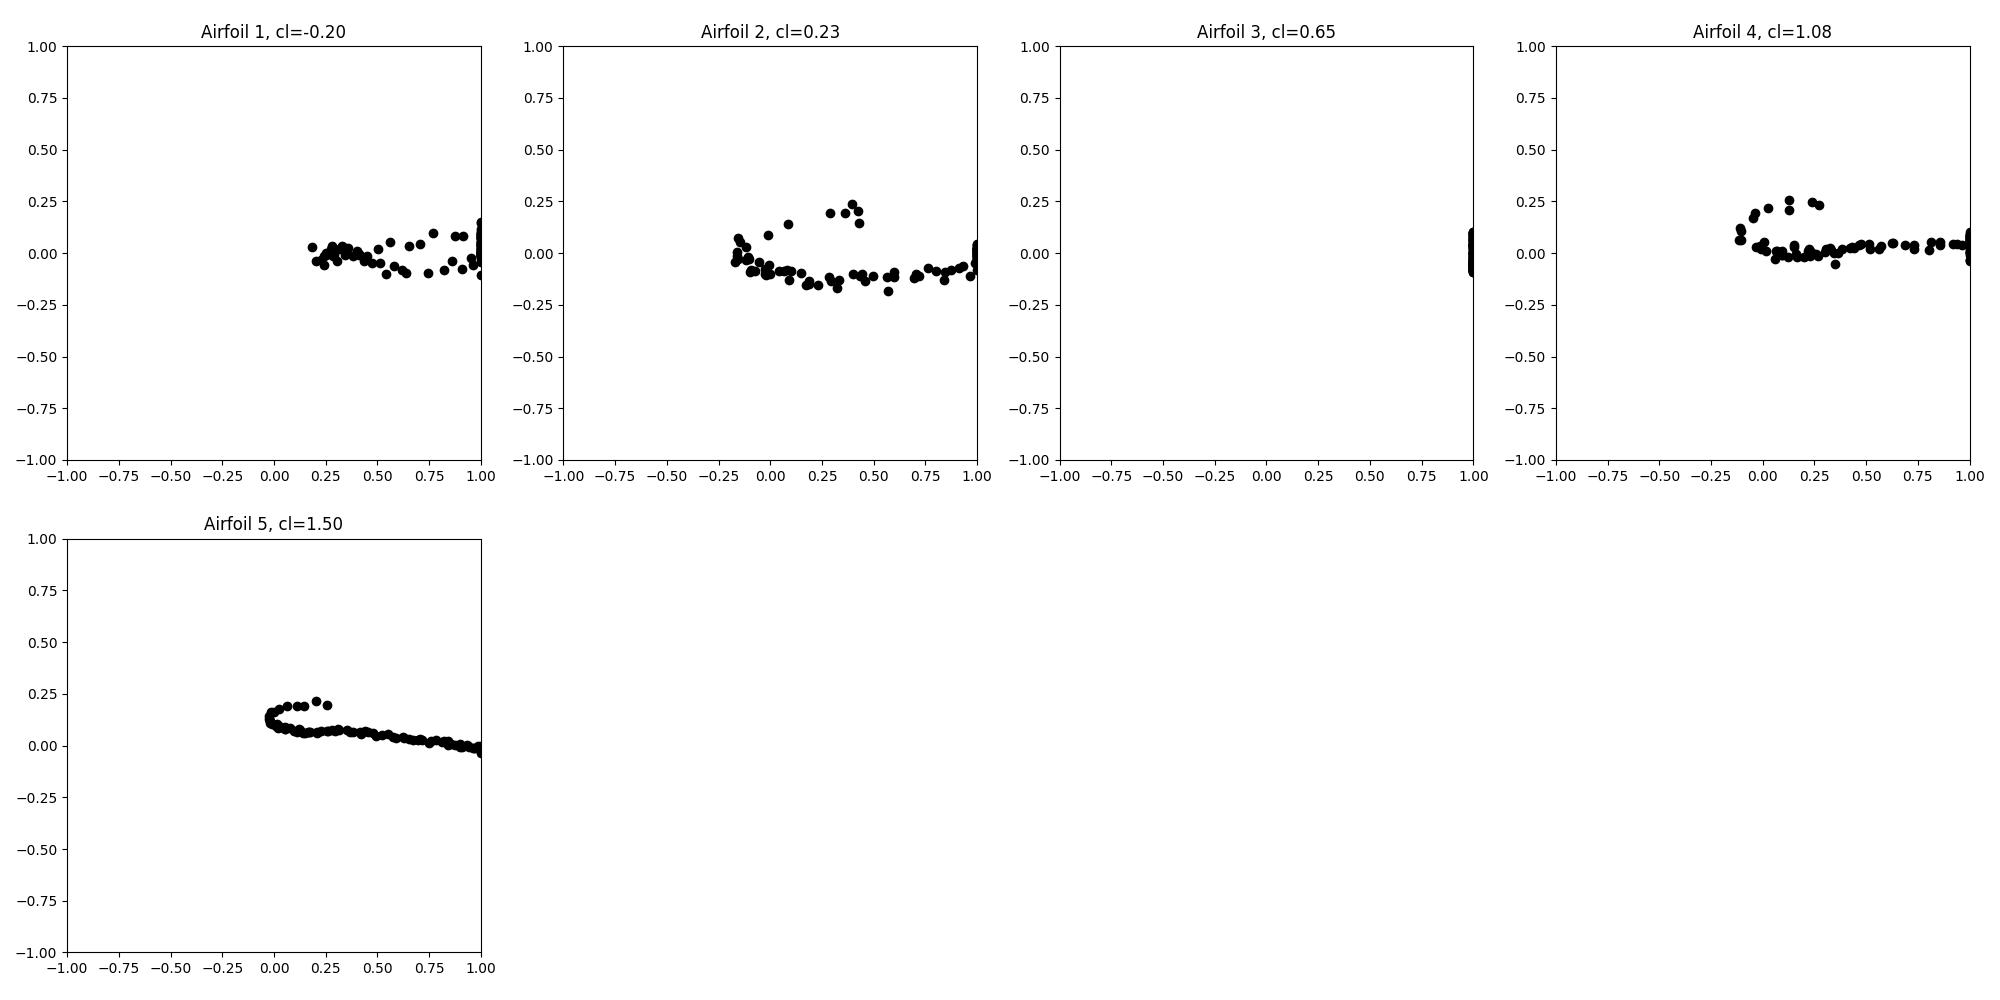 Airfoil 1, cl=-0.20
Airfoil 2, cl=0.23
Airfoil 3, cl=0.65
Airfoil 4, cl=1.08
1.00 1.00 1.00 1.00
0.75 0.75 0.75 0.75
0.50 0.50 0.50 0.50
0.25 0.25 0.25 0.25
0.00 0.00 0.00 0.00
−0.25 −0.25 −0.25 −0.25
−0.50 −0.50 −0.50 −0.50
−0.75 −0.75 −0.75 −0.75
−1.00 −1.00 −1.00 −1.00
−1.00 −0.75 −0.50 −0.25 0.00 0.25 0.50 0.75 1.00
−1.00 −0.75 −0.50 −0.25 0.00 0.25 0.50 0.75 1.00
−1.00 −0.75 −0.50 −0.25 0.00 0.25 0.50 0.75 1.00
−1.00 −0.75 −0.50 −0.25 0.00 0.25 0.50 0.75 1.00
Airfoil 5, cl=1.50
1.00
0.75
0.50
0.25
0.00
−0.25
−0.50
−0.75
−1.00
−1.00 −0.75 −0.50 −0.25 0.00 0.25 0.50 0.75 1.00